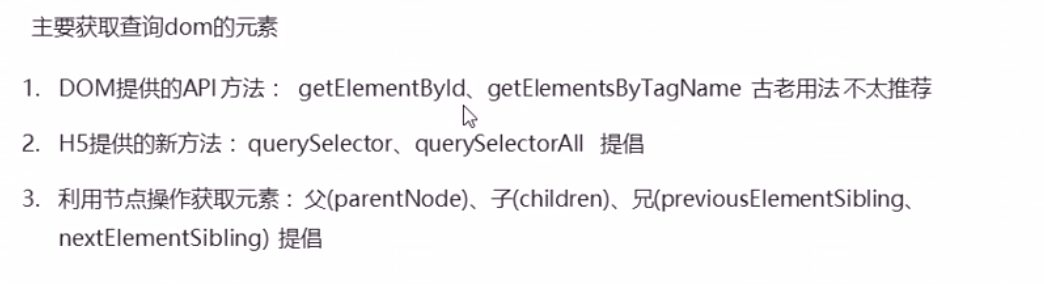 主要获取查询dom的元素
1. DOM提供的API 方法： getElementById、getElementsByTagName 古老用法 不太推荐
2. H5提供的新方法：querySelector、querySelectorAll 提倡
3. 利用节点操作获取元素：父(parentNode)、子(children)、兄(previousElementSibling、
nextElementSibling) 提倡